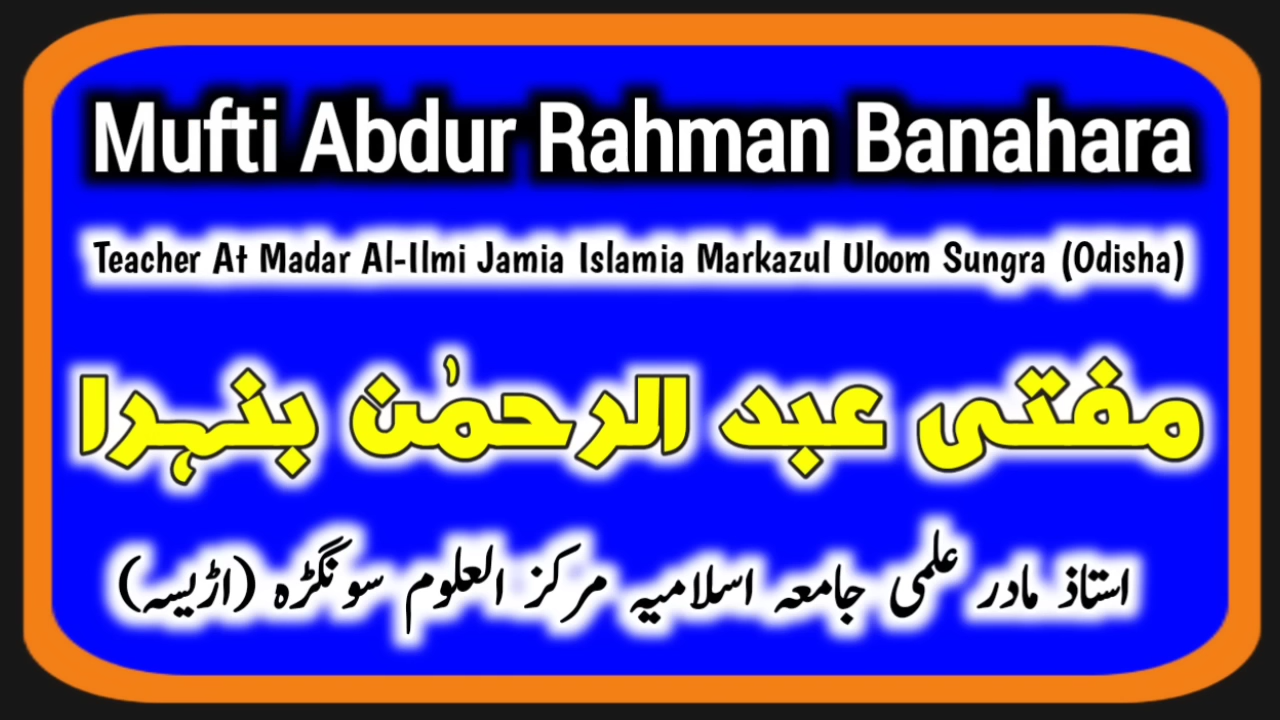 Mufti Abdur Rahman Banahara
Teacher At Madar Al-Ilmi Jamia Islamia Markazul Uloom Sungra (Odisha)
مفتی عبد الرحمٰن بنہرا
استاذ مادر علمی جامعہ اسلامیہ مرکز العلوم سونگڑہ (اڑیسہ)